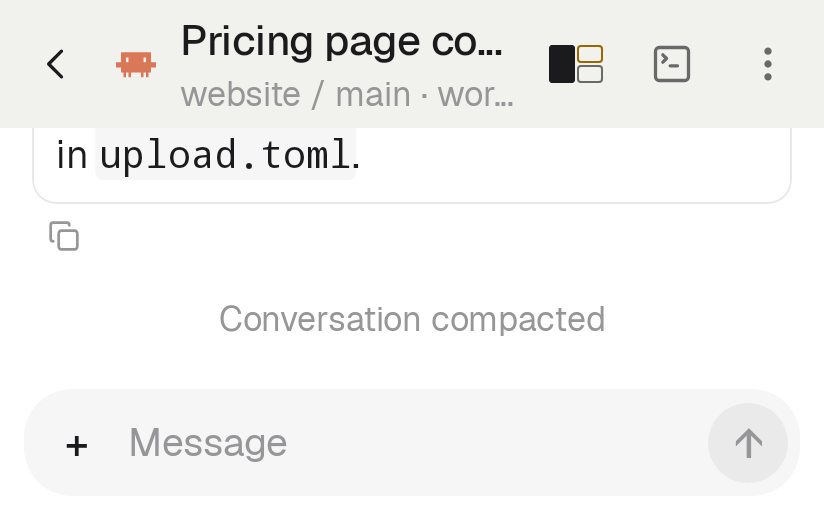 Pricing page co...
website / main · wor...
in upload.toml.
Conversation compacted
Message